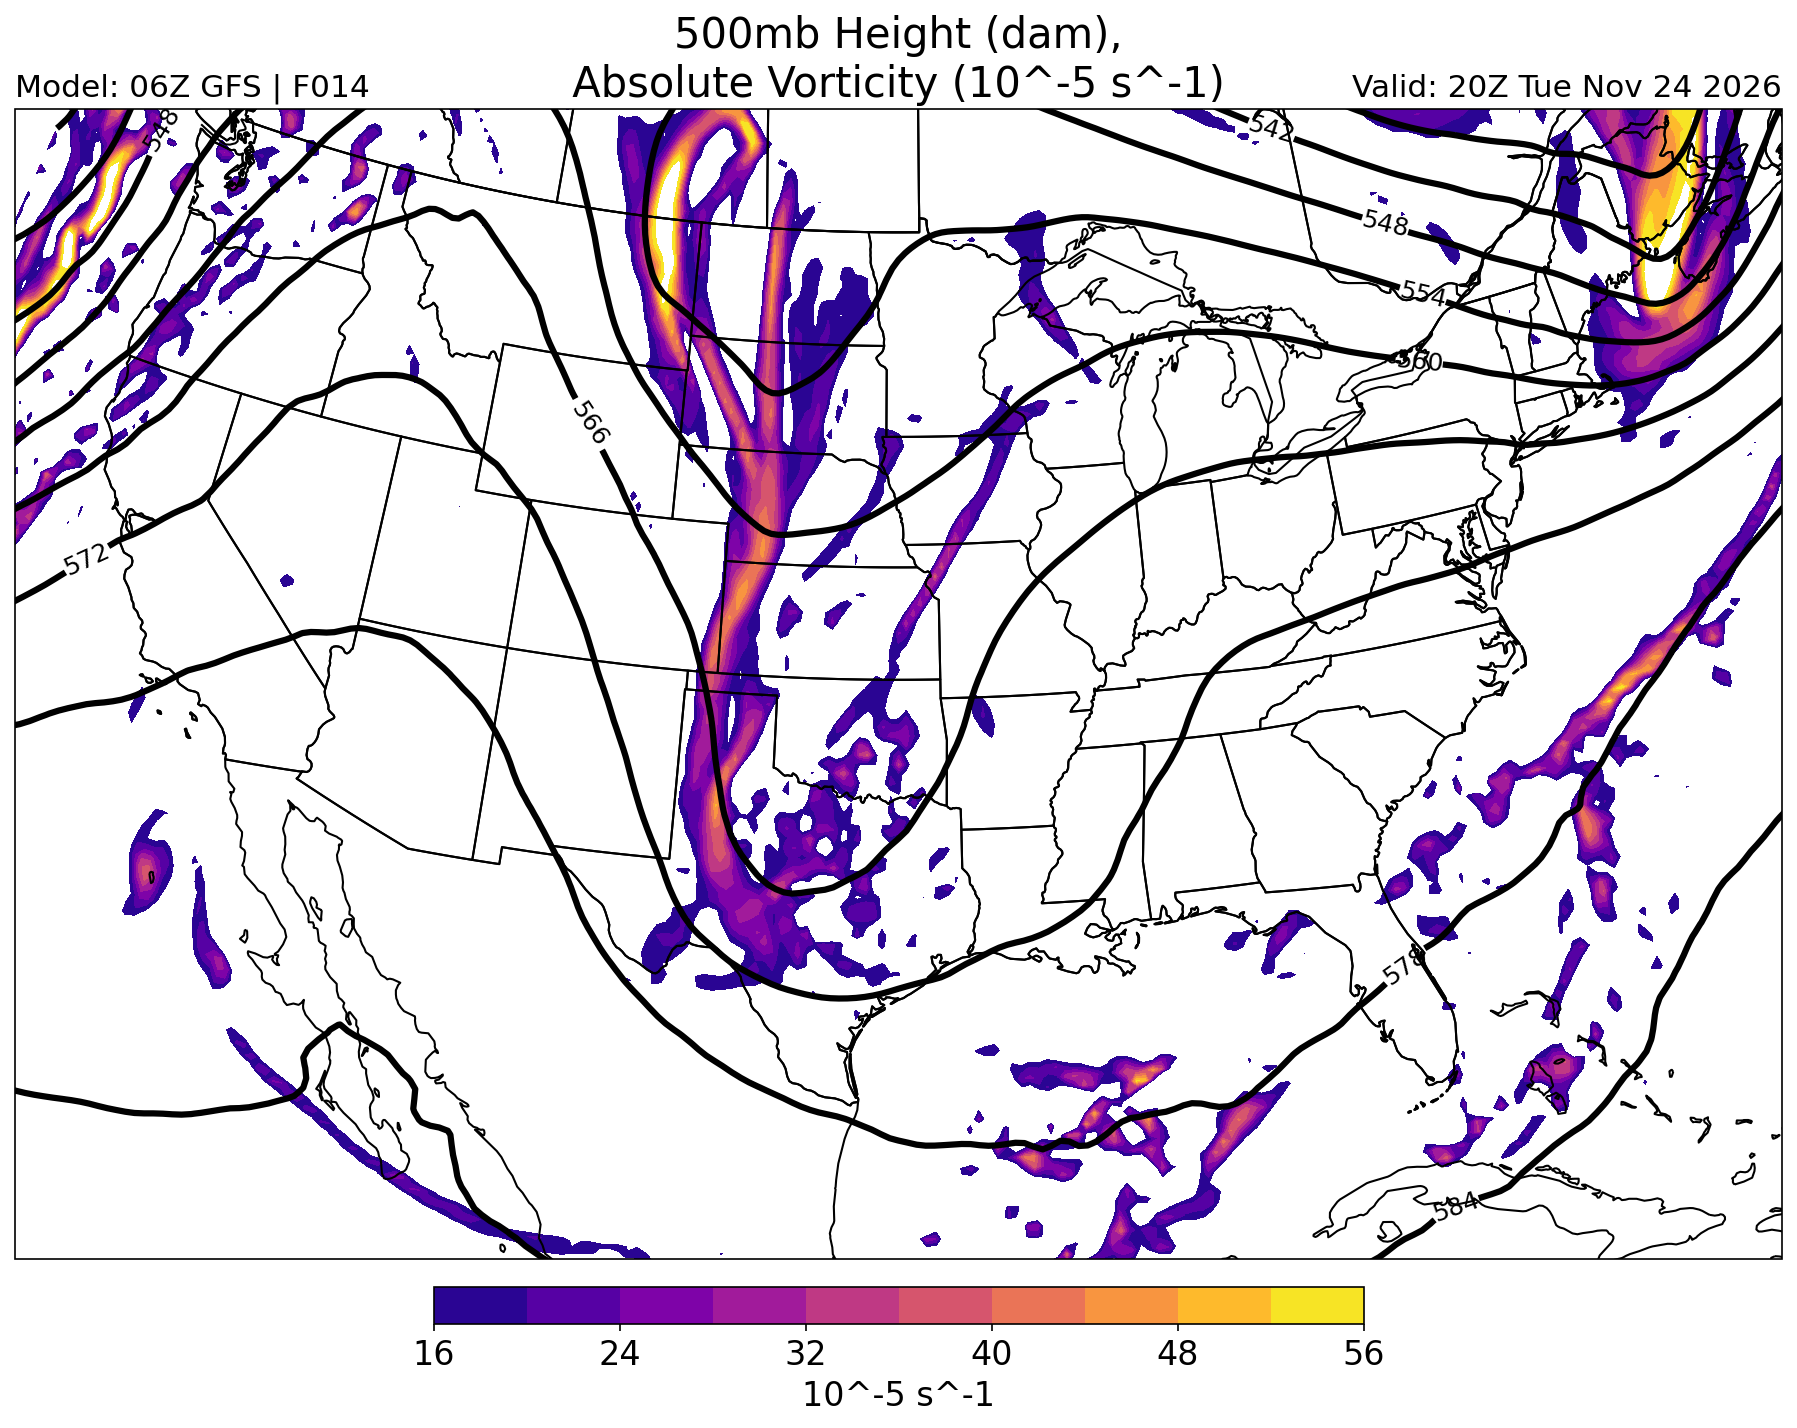 500mb Height (dam),
Absolute Vorticity (10^-5 s^-1)
Model: 06Z GFS | F014
Valid: 20Z Tue Nov 24 2026
548
542
548
554
560
566
572
578
584
16 24 32 40 48 56
10^-5 s^-1